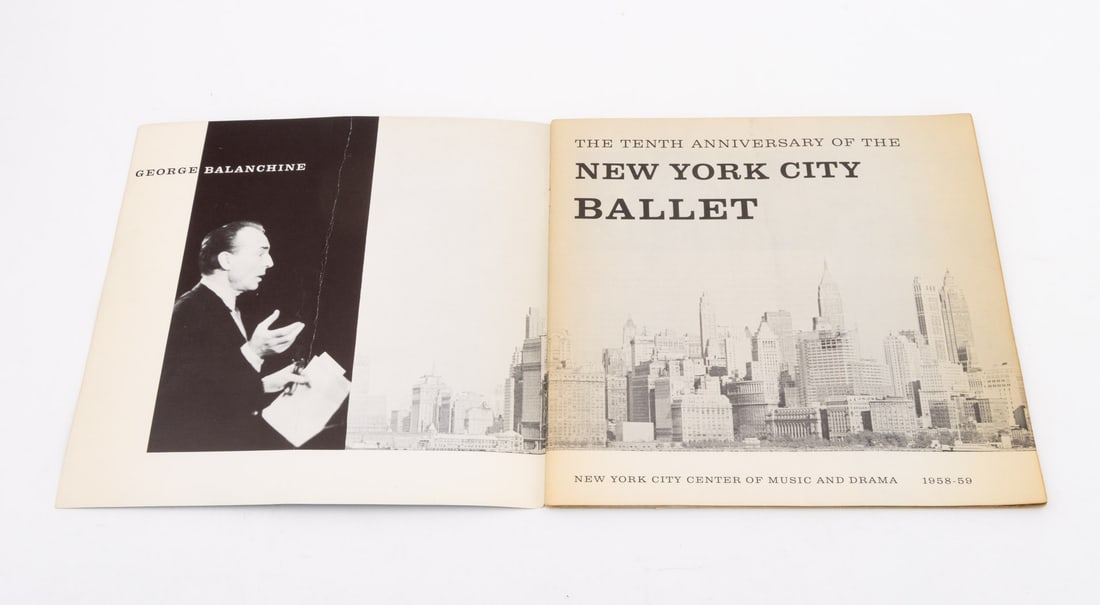 GEORGE BALANCHINE
THE TENTH ANNIVERSARY OF THE
NEW YORK CITY
BALLET
NEW YORK CITY CENTER OF MUSIC AND DRAMA 1958-59